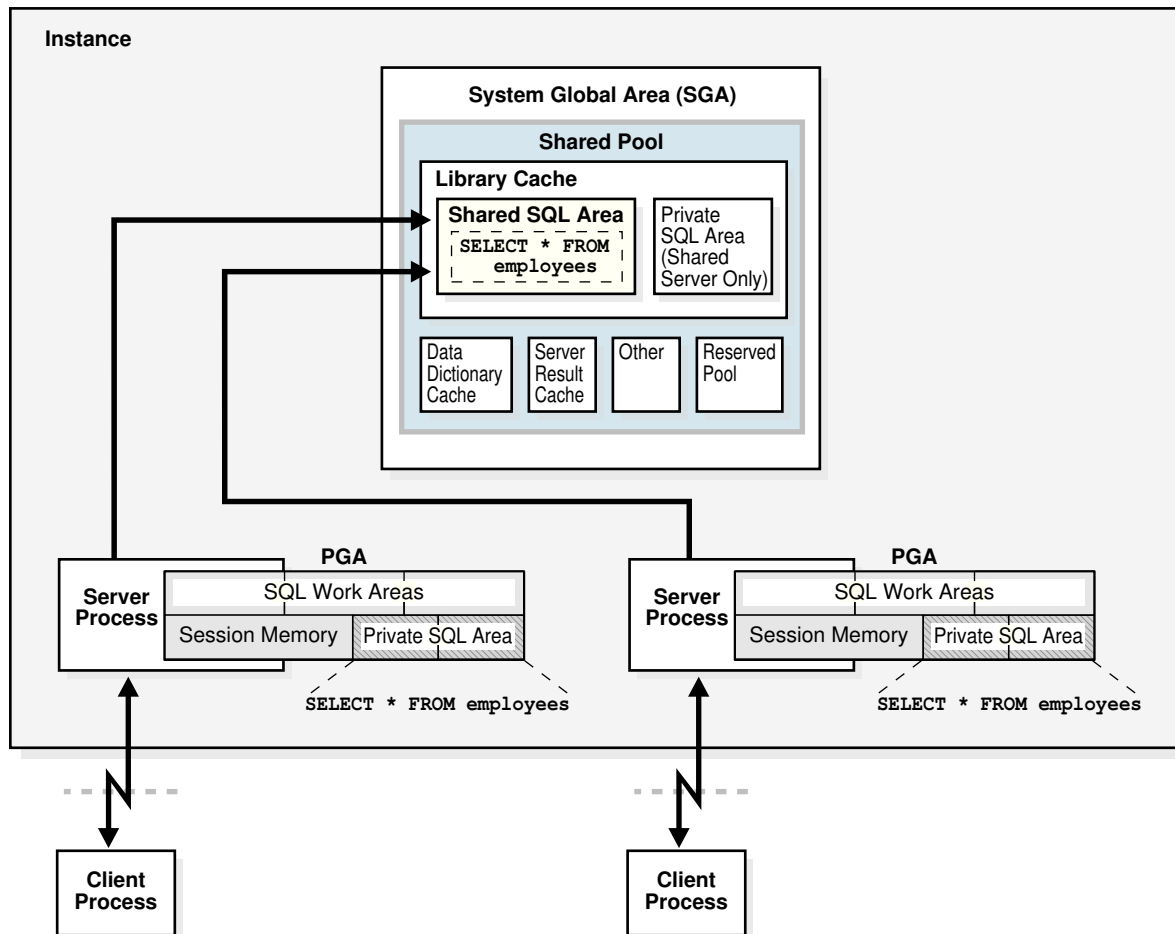 Instance
System Global Area (SGA)
Shared Pool
Library Cache
Shared SQL Area
SELECT * FROM
employees
Private
SQL Area
(Shared
Server Only)
Data
Dictionary
Cache
Server
Result
Cache
Other
Reserved
Pool
PGA
Server
Process
SQL Work Areas
Session Memory
Private SQL Area
SELECT * FROM employees
PGA
Server
Process
SQL Work Areas
Session Memory
Private SQL Area
SELECT * FROM employees
Client
Process
Client
Process